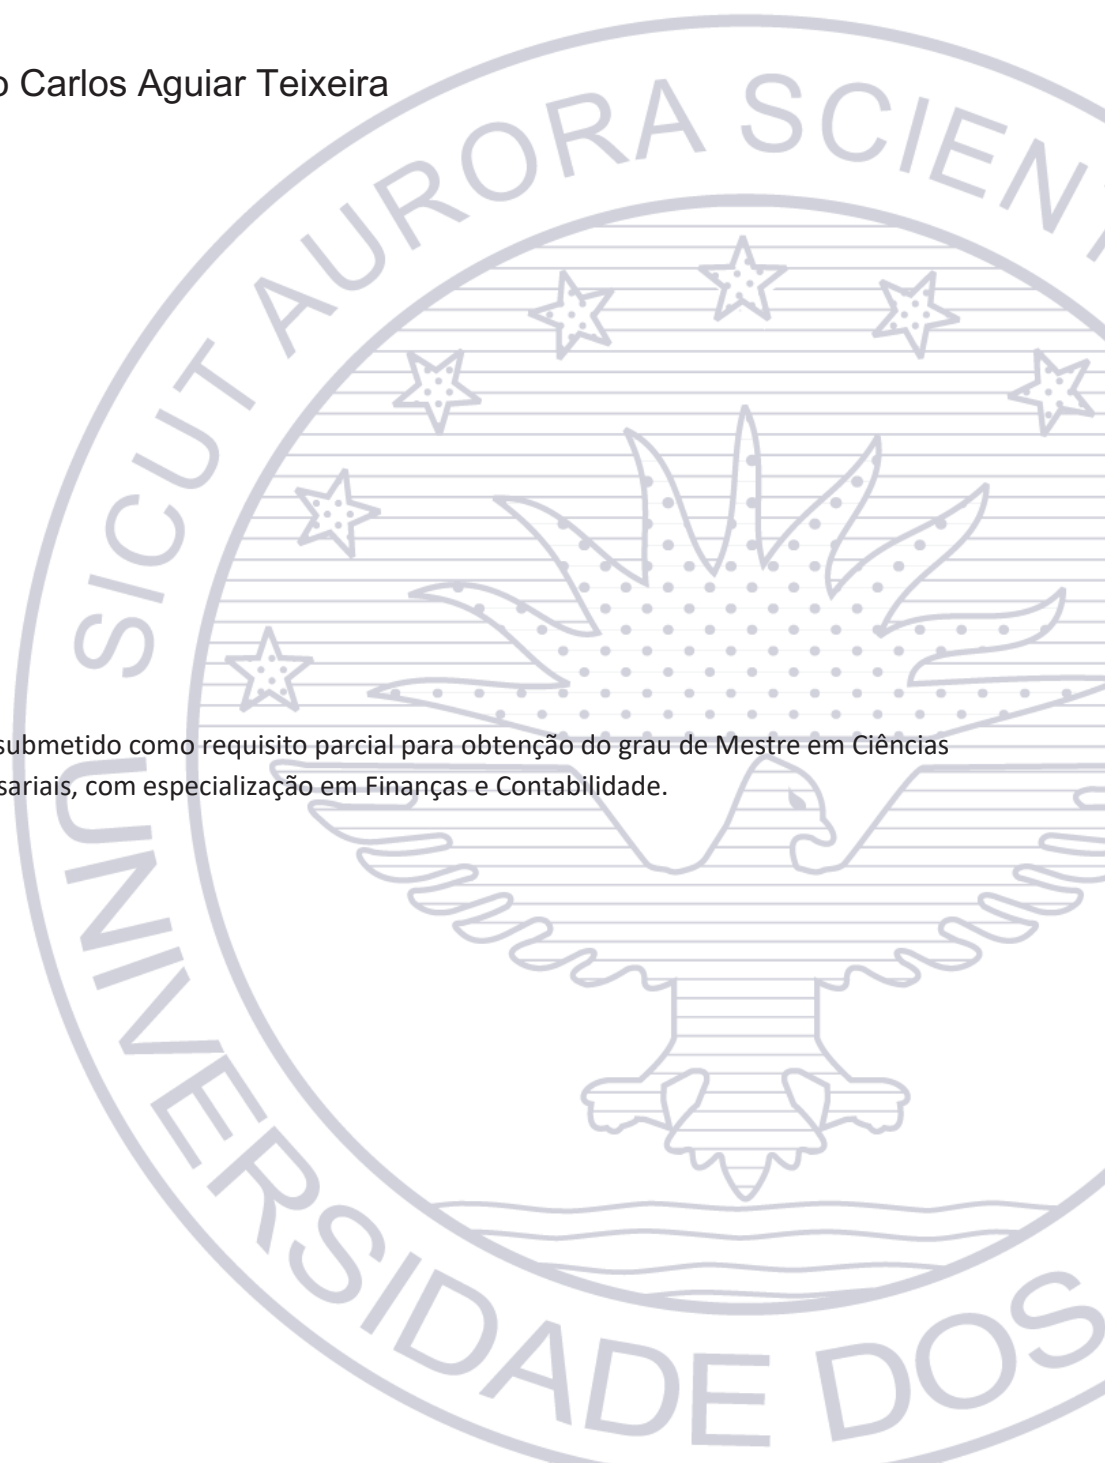 o Carlos Aguiar Teixeira
SICUT AURORA SCIENT
submetido como requisito parcial para obtenção do grau de Mestre em Ciências
sariais, com especialização em Finanças e Contabilidade.
UNIVERSIDADE DOS